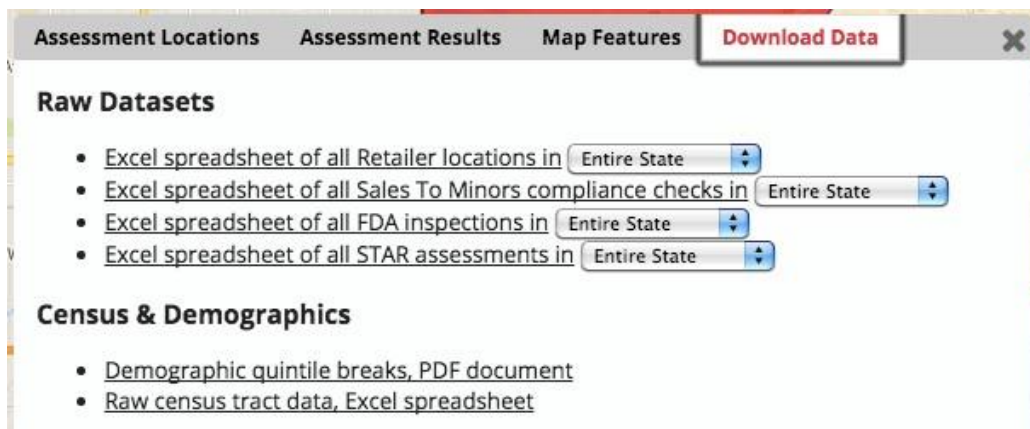 Assessment Locations Assessment Results Map Features Download Data ✖
Raw Datasets
• Excel spreadsheet of all Retailer locations in Entire State
• Excel spreadsheet of all Sales To Minors compliance checks in Entire State
• Excel spreadsheet of all FDA inspections in Entire State
• Excel spreadsheet of all STAR assessments in Entire State
Census & Demographics
• Demographic quintile breaks, PDF document
• Raw census tract data, Excel spreadsheet